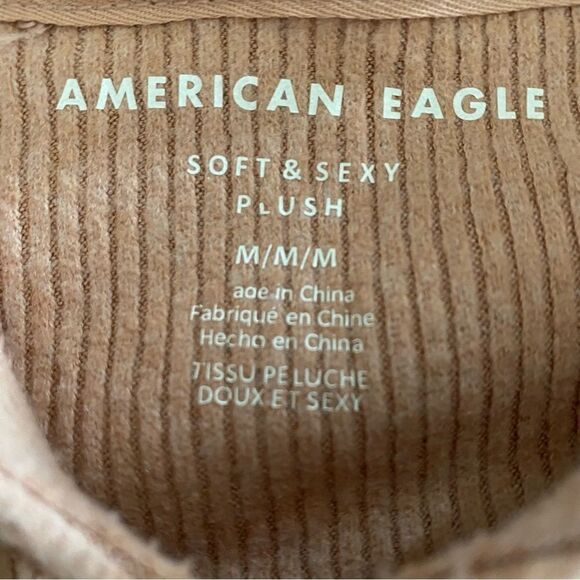 AMERICAN EAGLE
SOFT & SEXY
PLUSH
M/M/M
ade in China
Fabriqué en Chine
Hecho en China
TISSU PELUCHE
DOUX ET SEXY